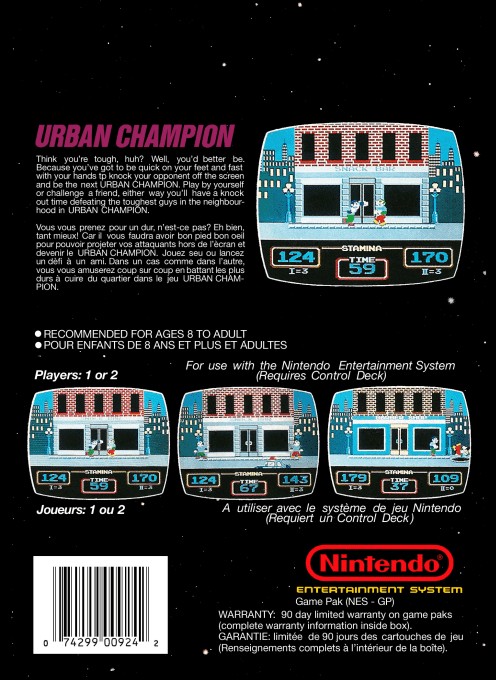 URBAN CHAMPION
Think you're tough, huh? Well, you'd better be.
Because you've got to be quick on your feet and fast
with your hands tp knock your opponent off the screen
and be the next URBAN CHAMPION. Play by yourself
or challenge a friend, either way you'll have a knock
out time defeating the toughest guys in the neighbour-
hood in URBAN CHAMPION.
Vous vous prenez pour un dur, n'est-ce pas? Eh bien,
tant mieux! Car il vous faudra avoir bon pied bon oeil
pour pouvoir projeter vos attaquants hors de l'écran et
devenir le URBAN CHAMPION. Jouez seu ou lancez
un défi à un ami. Dans un cas comme dans l'autre,
vous vous amuserez coup sur coup en battant les plus
durs à cuire du quartier dans le jeu URBAN CHAM-
PION.
SNACK BAR
STAMINA
124 TIME 170
I=3 59 II=3
● RECOMMENDED FOR AGES 8 TO ADULT
● POUR ENFANTS DE 8 ANS ET PLUS ET ADULTES
Players: 1 or 2
For use with the Nintendo Entertainment System
(Requires Control Deck)
STAMINA
124 TIME 170
I=3 59 II=3
STAMINA
124 TIME 143
I=3 67 II=3
STAMINA
179 TIME 109
I=3 37 II=0
Joueurs: 1 ou 2
A utiliser avec le système de jeu Nintendo
(Requiert un Control Deck)
Nintendo®
ENTERTAINMENT SYSTEM
Game Pak (NES - GP)
WARRANTY: 90 day limited warranty on game paks
(complete warranty information inside box).
GARANTIE: limitée de 90 jours des cartouches de jeu
(Renseignements complets à l'intérieur de la boîte).
0 74299 00924 2